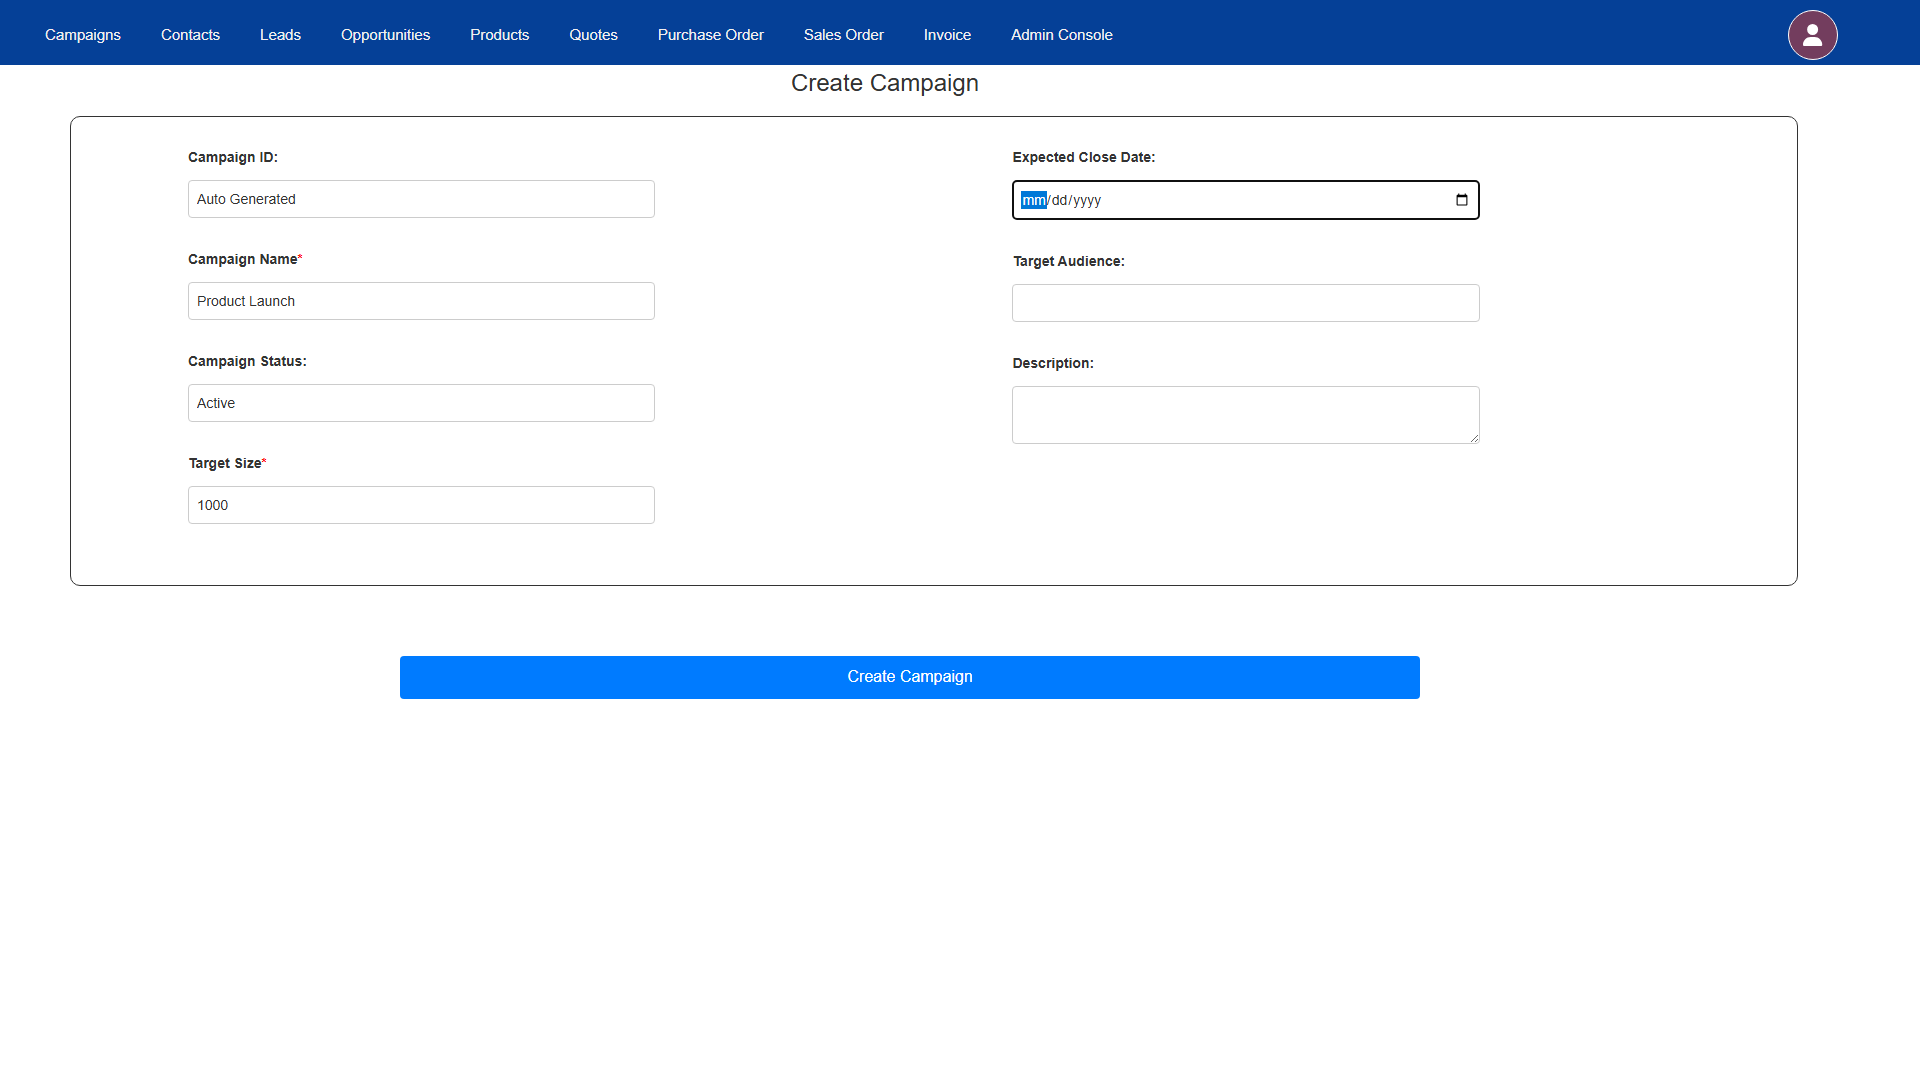 Campaigns Contacts Leads Opportunities Products Quotes Purchase Order Sales Order Invoice Admin Console
Create Campaign
Campaign ID:
Auto Generated
Campaign Name*
Product Launch
Campaign Status:
Active
Target Size*
1000
Expected Close Date:
mm/dd/yyyy
Target Audience:
Description:
Create Campaign